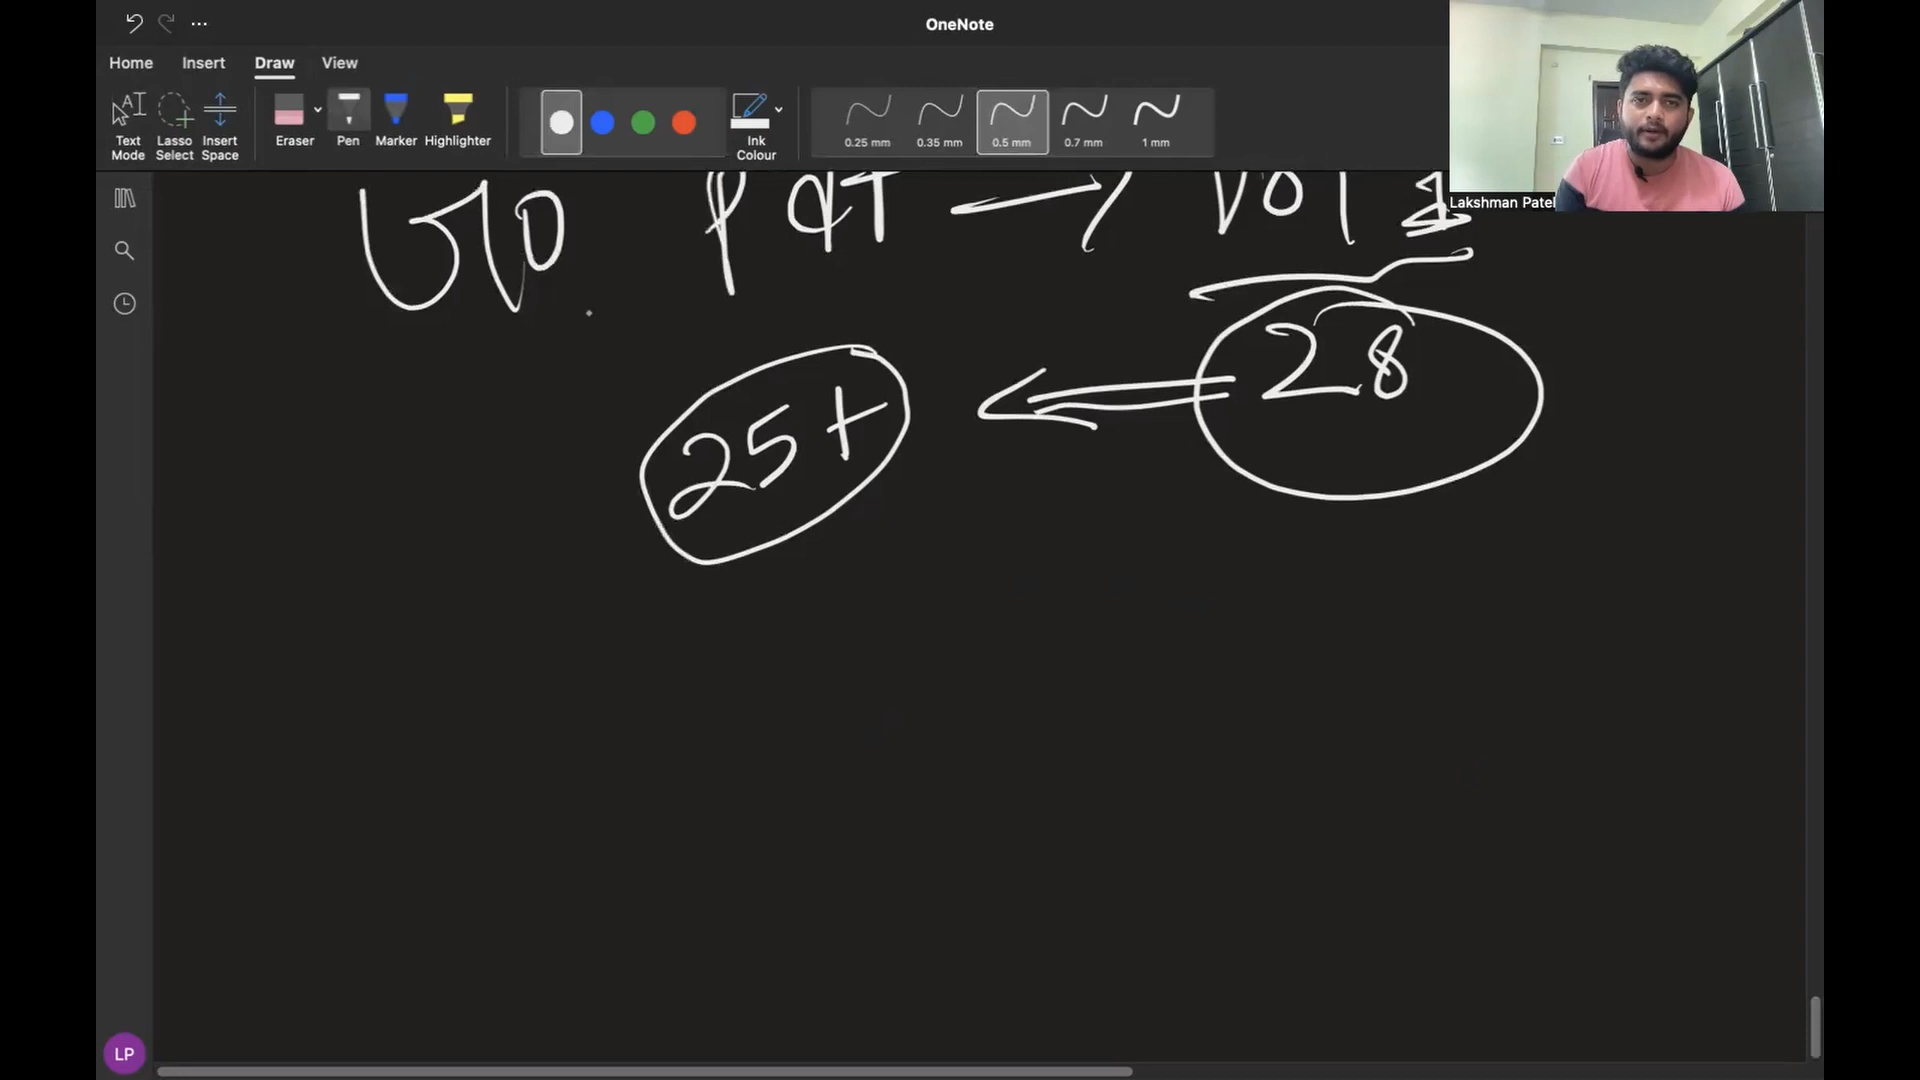 OneNote
Home Insert Draw View
Text Mode Lasso Select Insert Space Eraser Pen Marker Highlighter Ink Colour 0.25 mm 0.35 mm 0.5 mm 0.7 mm 1 mm
Lakshman Patel
28
25+
LP